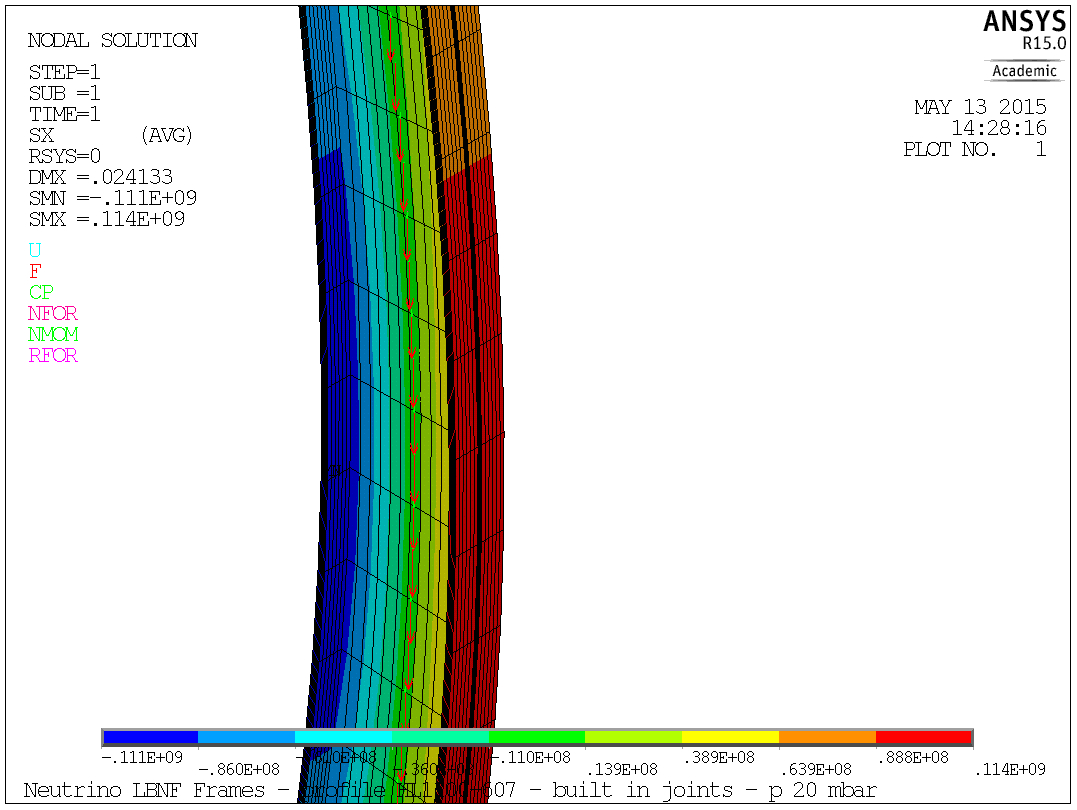 ANSYS
R15.0
Academic
NODAL SOLUTION
STEP=1
SUB =1
TIME=1
SX (AVG)
RSYS=0
DMX =.024133
SMN =-.111E+09
SMX =.114E+09
U
F
CP
NFOR
NMOM
RFOR
MAY 13 2015
14:28:16
PLOT NO. 1
-.111E+09 -.110E+08 .389E+08 .888E+08
-.860E+08 .139E+08 .639E+08 .114E+09
Neutrino LBNF Frames - profile - built in joints - p 20 mbar